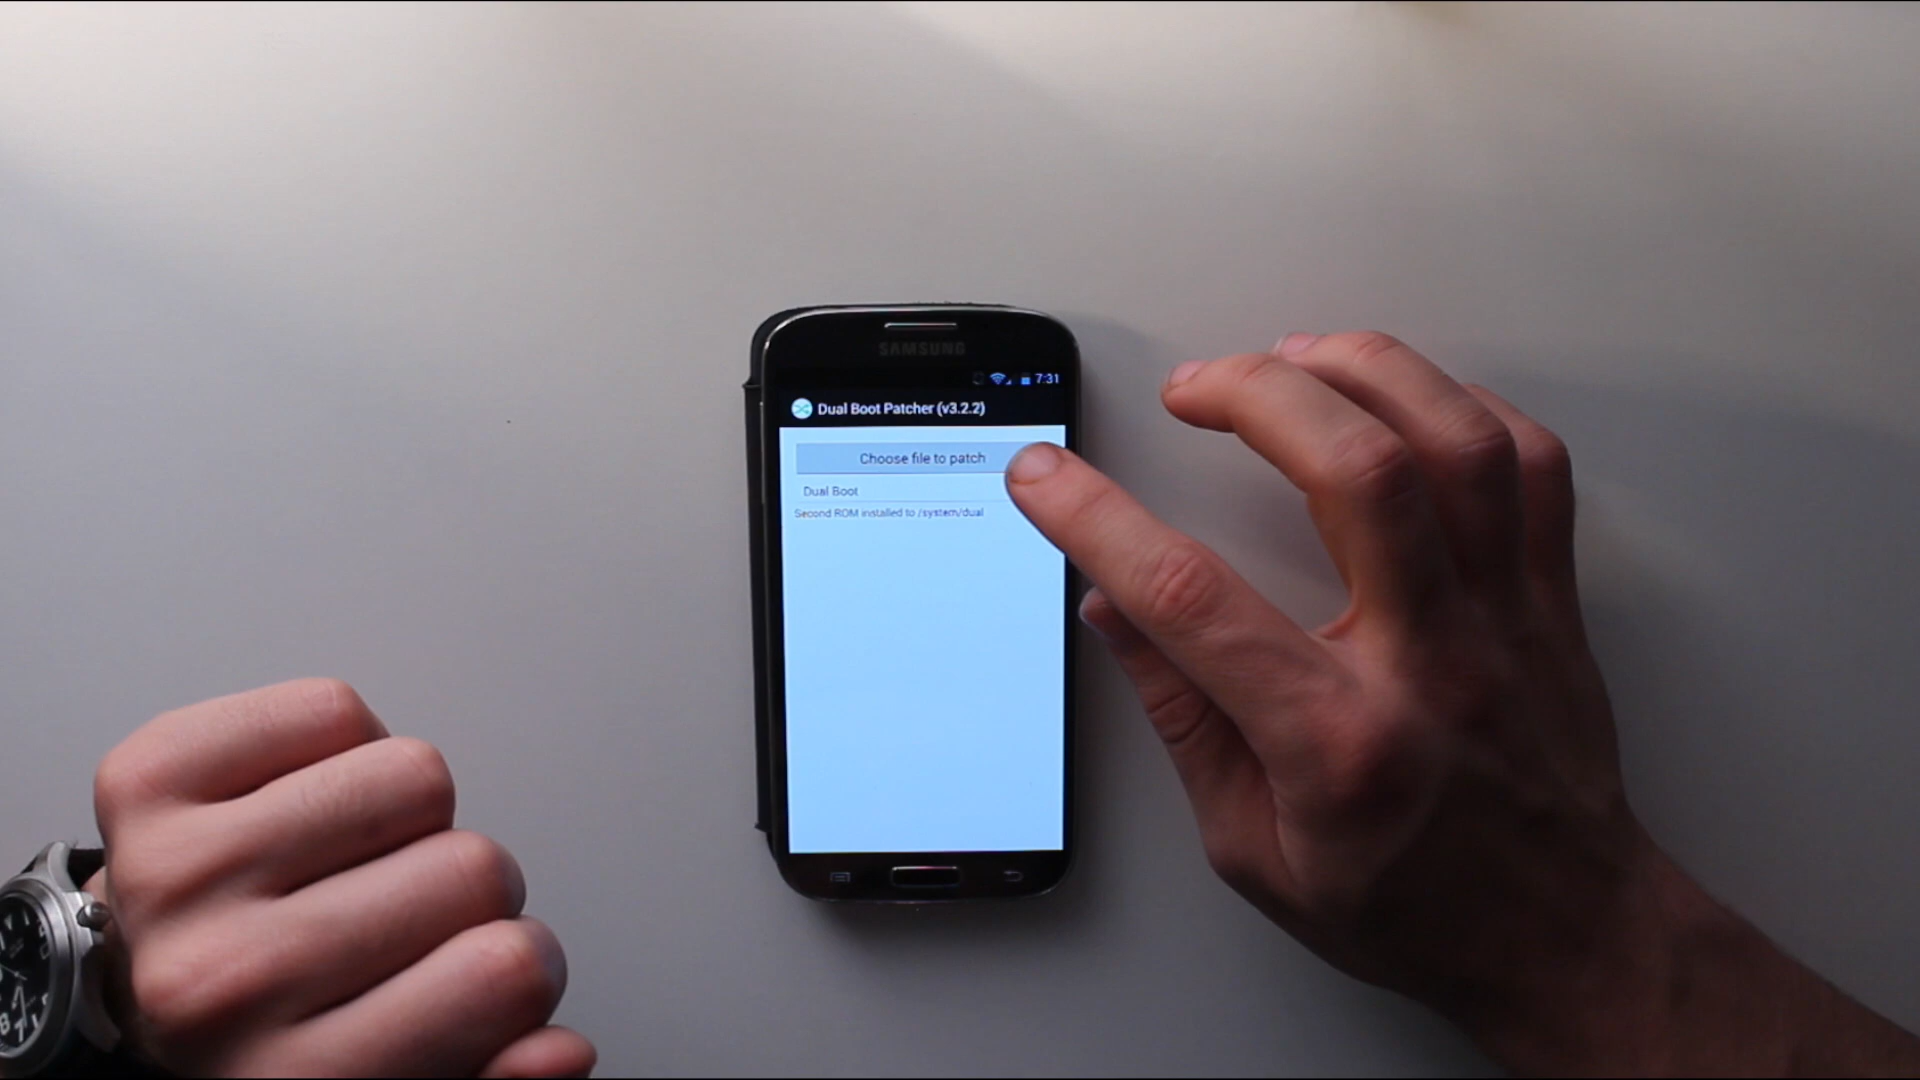 SAMSUNG
7:31
Dual Boot Patcher (v3.2.2)
Choose file to patch
Dual Boot
Second ROM installed to /system/dual